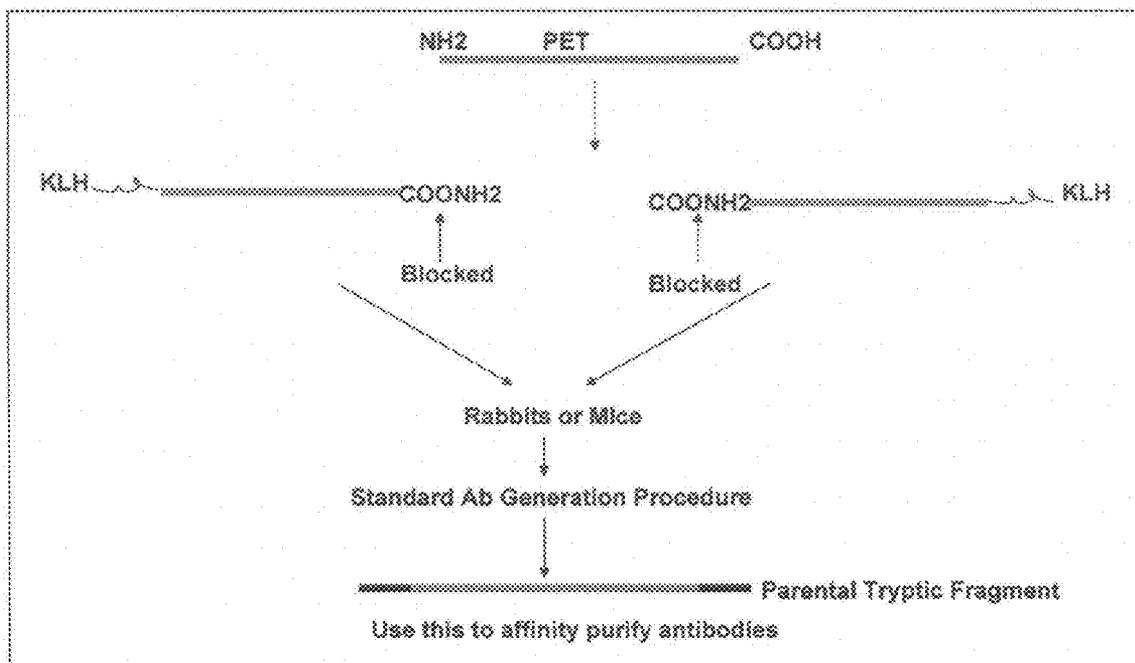 NH2 PET COOH
KLH COONH2 COONH2 KLH
Blocked Blocked
Rabbits or Mice
Standard Ab Generation Procedure
Parental Tryptic Fragment
Use this to affinity purify antibodies